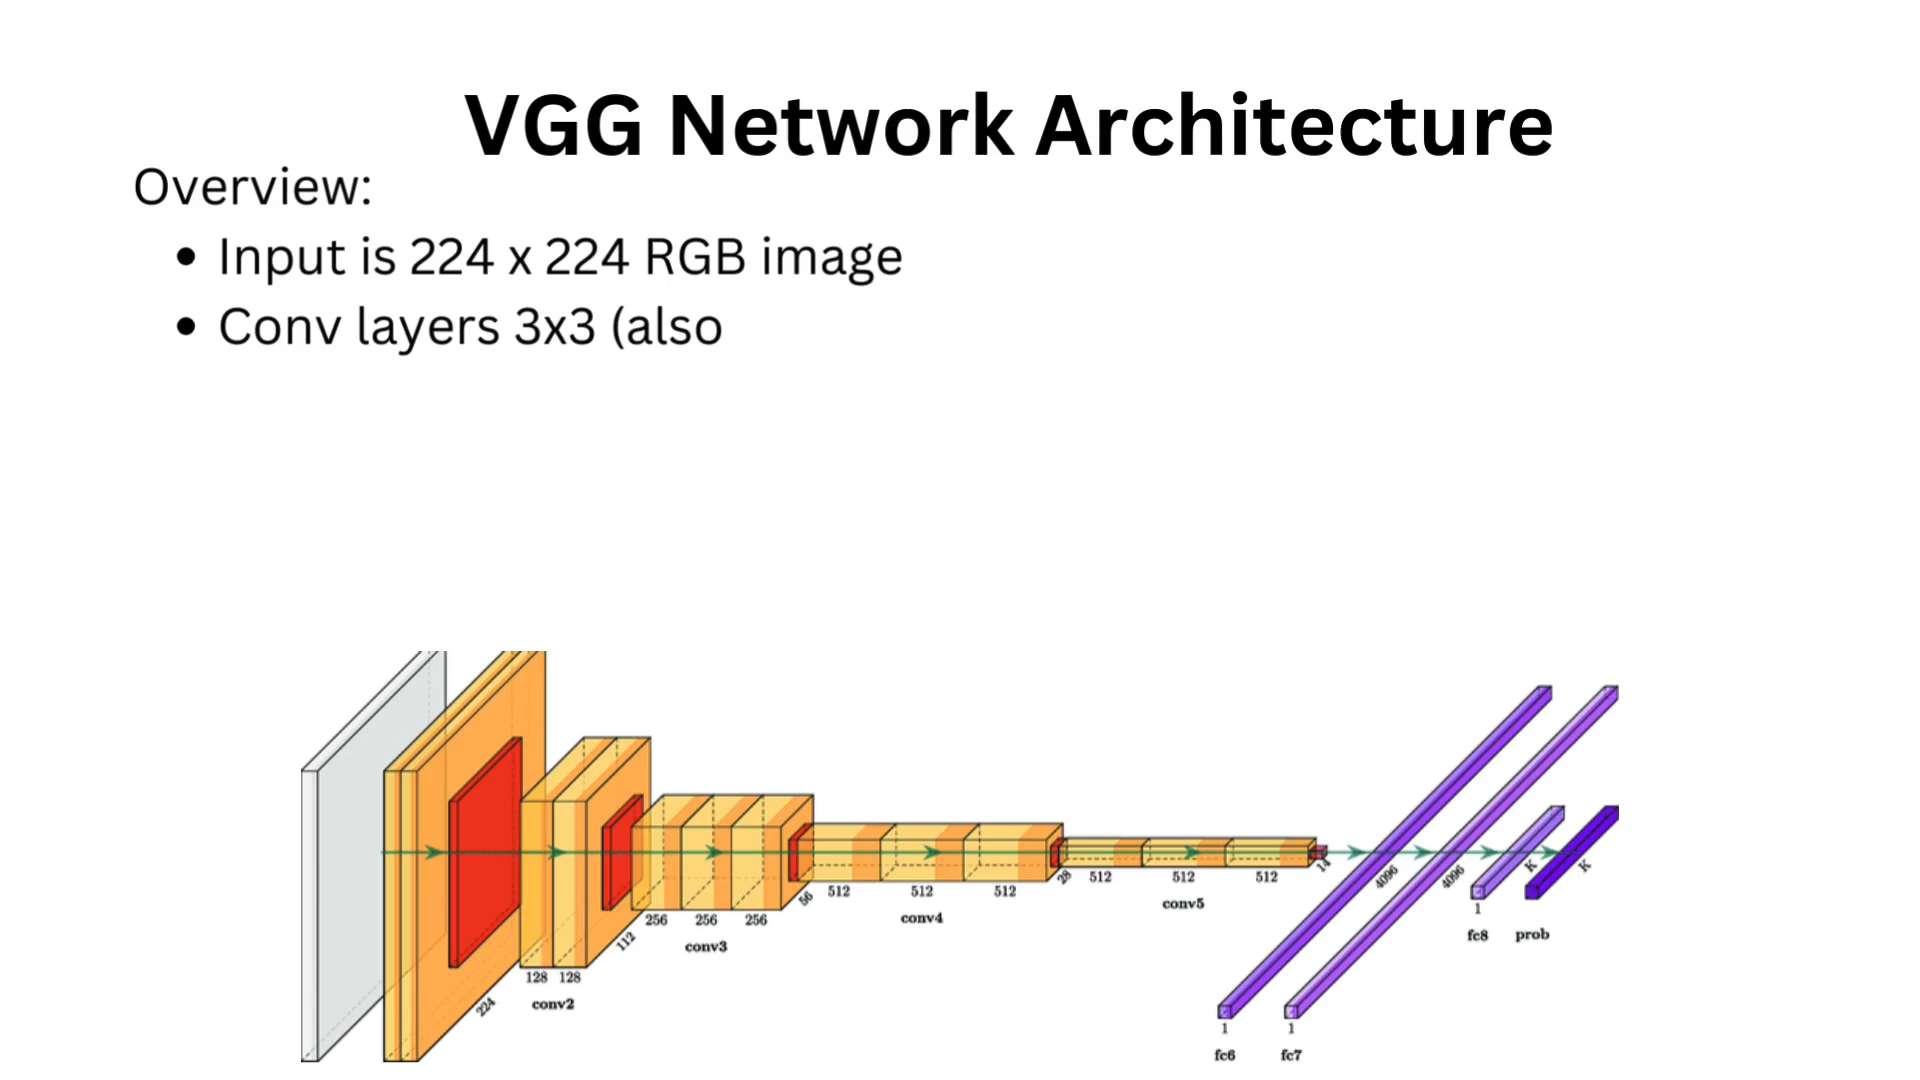 VGG Network Architecture
Overview:
• Input is 224 x 224 RGB image
• Conv layers 3x3 (also
224
128 128
conv2
112
256 256 256
conv3
56
512 512 512
conv4
28
512 512 512
conv5
14
4096
1
fc6
4096
1
fc7
K
1
fc8
K
prob